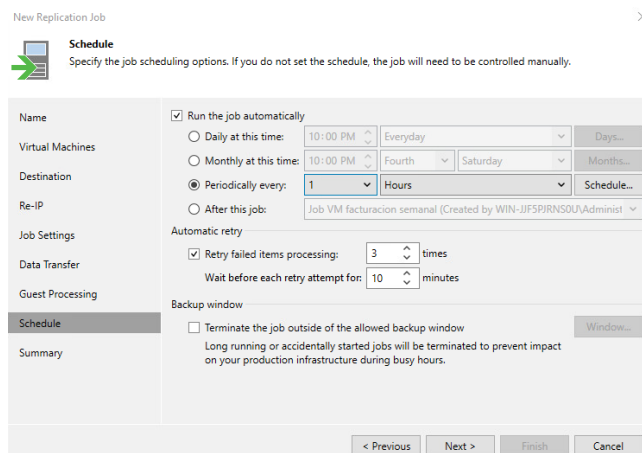 New Replication Job
Schedule
Specify the job scheduling options. If you do not set the schedule, the job will need to be controlled manually.
Name
Virtual Machines
Destination
Re-IP
Job Settings
Data Transfer
Guest Processing
Schedule
Summary
Run the job automatically
Daily at this time: 10:00 PM Everyday Days...
Monthly at this time: 10:00 PM Fourth Saturday Months...
Periodically every: 1 Hours Schedule...
After this job: Job VM facturacion semanal (Created by WIN-JJF5PJRNS0U\Administ
Automatic retry
Retry failed items processing: 3 times
Wait before each retry attempt for: 10 minutes
Backup window
Terminate the job outside of the allowed backup window Window...
Long running or accidentally started jobs will be terminated to prevent impact
on your production infrastructure during busy hours.
< Previous Next > Finish Cancel